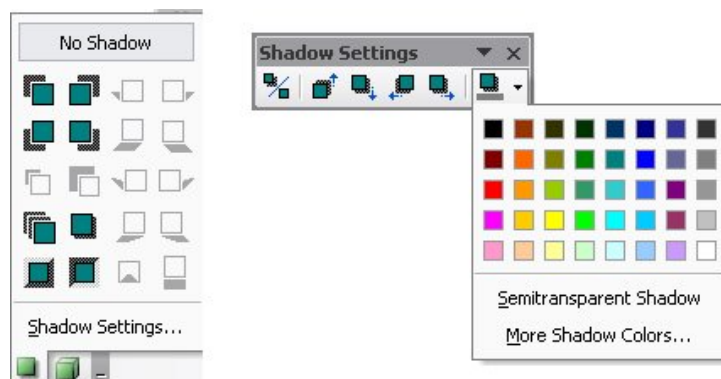 No Shadow
Shadow Settings...
Shadow Settings
Semitransparent Shadow
More Shadow Colors...